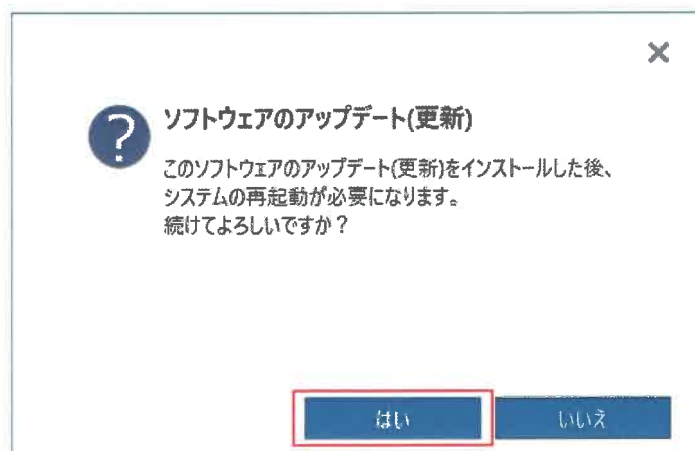 ソフトウェアのアップデート(更新)
このソフトウェアのアップデート(更新)をインストールした後、
システムの再起動が必要になります。
続けてよろしいですか？
はい
いいえ